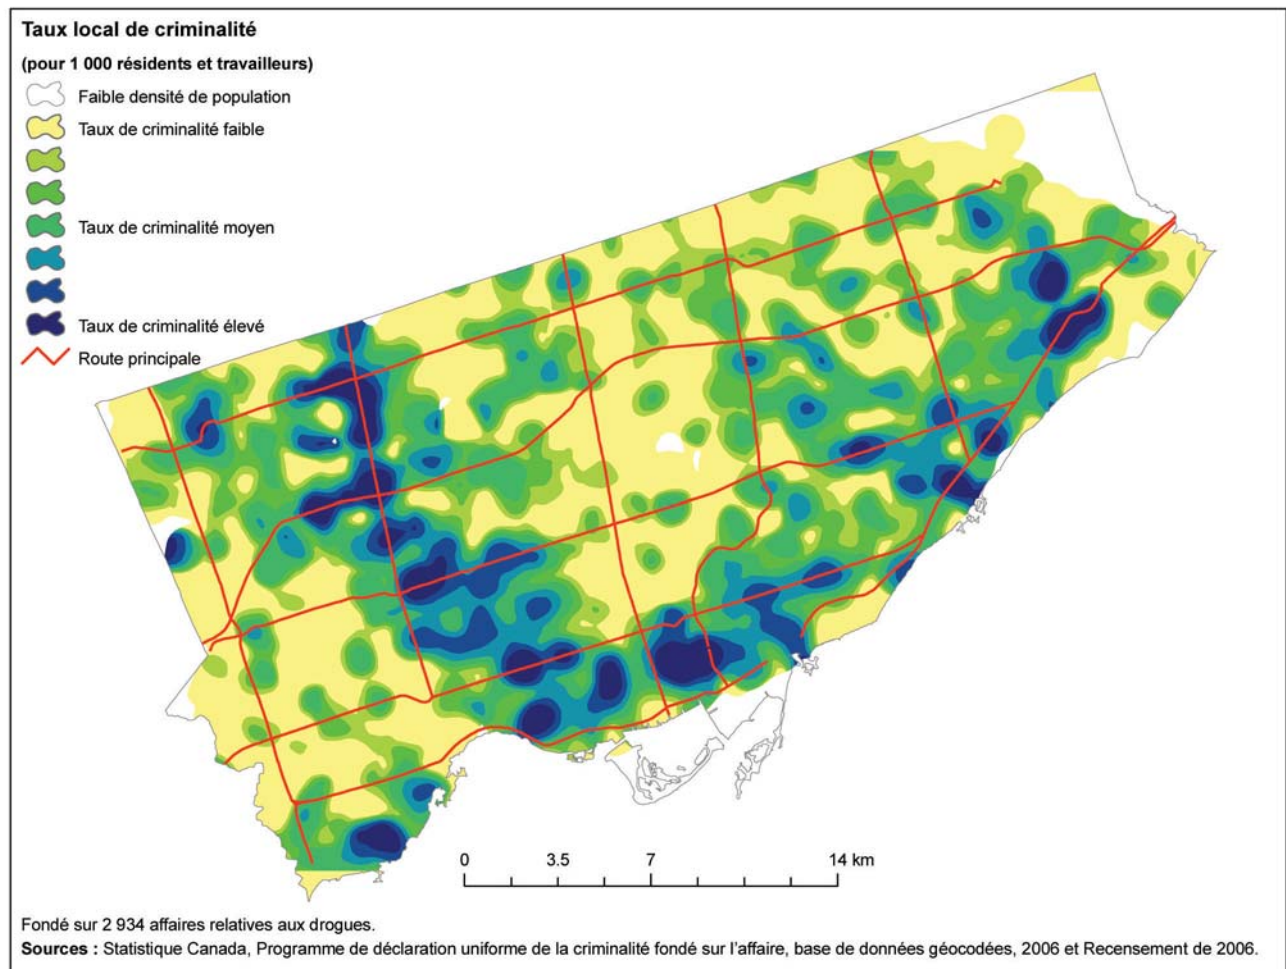 Taux local de criminalité
(pour 1 000 résidents et travailleurs)
Faible densité de population
Taux de criminalité faible
Taux de criminalité moyen
Taux de criminalité élevé
Route principale
0 3.5 7 14 km
Fondé sur 2 934 affaires relatives aux drogues.
Sources : Statistique Canada, Programme de déclaration uniforme de la criminalité fondé sur l'affaire, base de données géocodées, 2006 et Recensement de 2006.